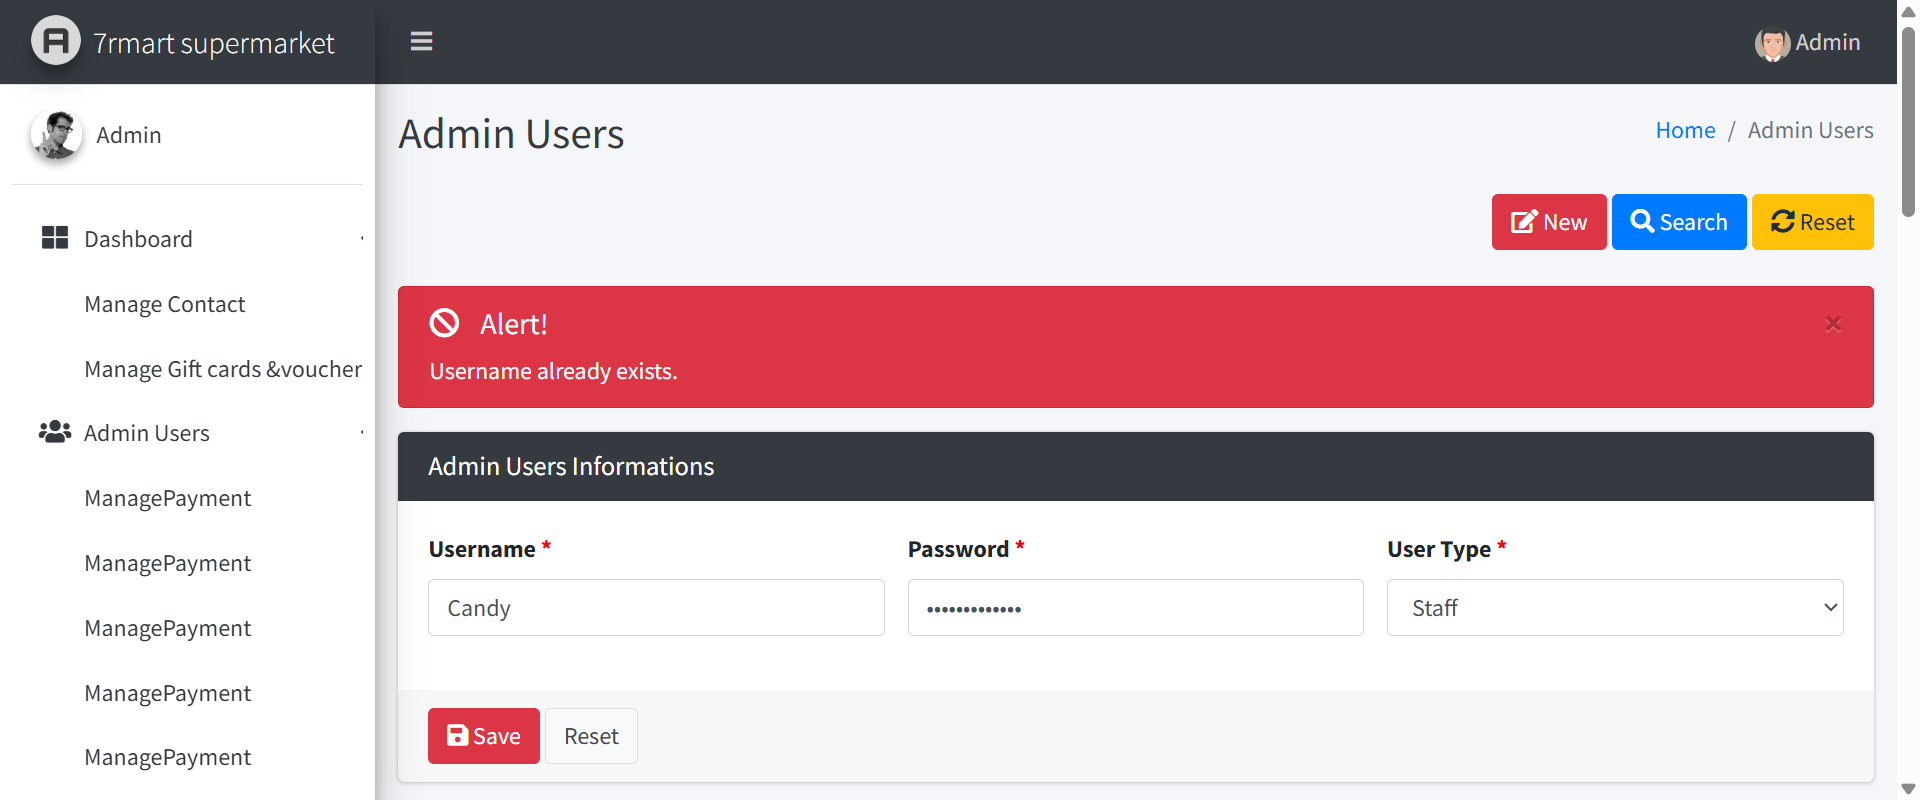 7rmart supermarket
Admin
Admin
Dashboard
Manage Contact
Manage Gift cards &voucher
Admin Users
ManagePayment
ManagePayment
ManagePayment
ManagePayment
ManagePayment
Admin Users
Home / Admin Users
New Search Reset
Alert!
×
Username already exists.
Admin Users Informations
Username * Password * User Type *
Candy ••••••••••••• Staff
Save Reset